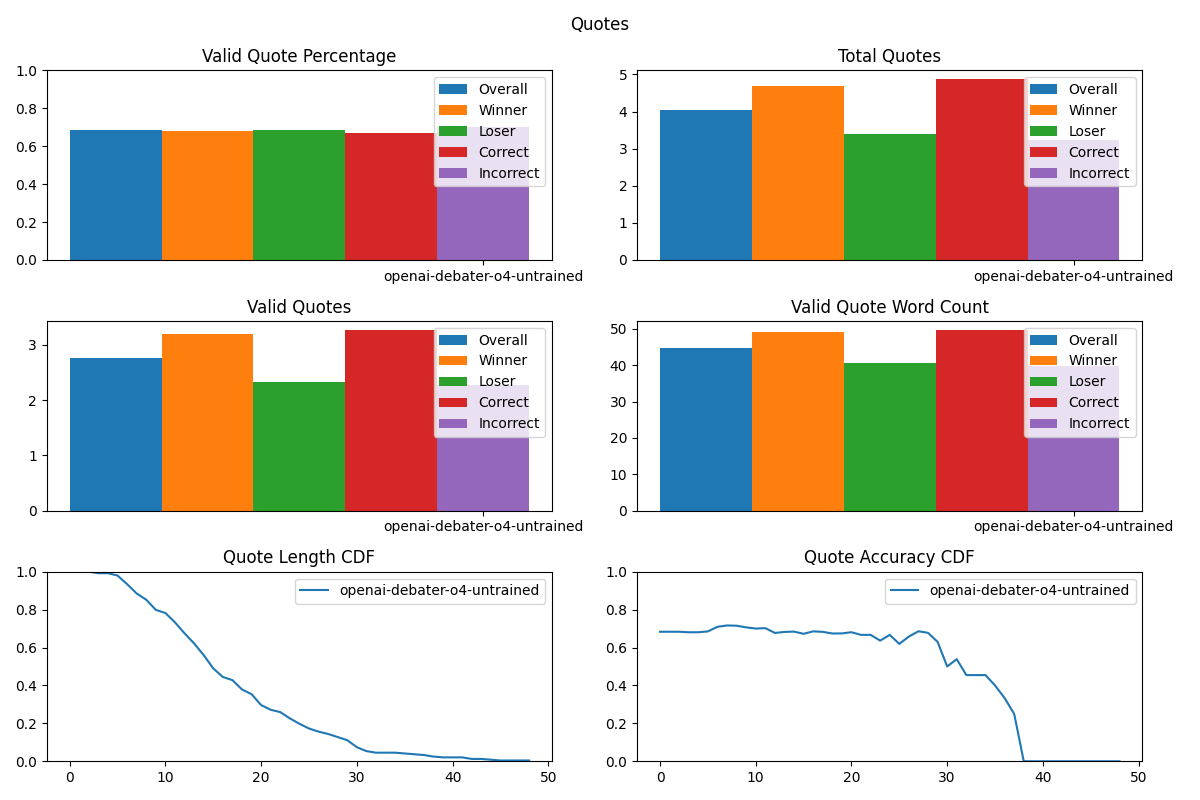 Quotes
Valid Quote Percentage
1.0
0.8
0.6
0.4
0.2
0.0
Overall
Winner
Loser
Correct
Incorrect
openai-debater-o4-untrained
Total Quotes
5
4
3
2
1
0
Overall
Winner
Loser
Correct
Incorrect
openai-debater-o4-untrained
Valid Quotes
3
2
1
0
Overall
Winner
Loser
Correct
Incorrect
openai-debater-o4-untrained
Valid Quote Word Count
50
40
30
20
10
0
Overall
Winner
Loser
Correct
Incorrect
openai-debater-o4-untrained
Quote Length CDF
1.0
0.8
0.6
0.4
0.2
0.0
openai-debater-o4-untrained
0 10 20 30 40 50
Quote Accuracy CDF
1.0
0.8
0.6
0.4
0.2
0.0
openai-debater-o4-untrained
0 10 20 30 40 50